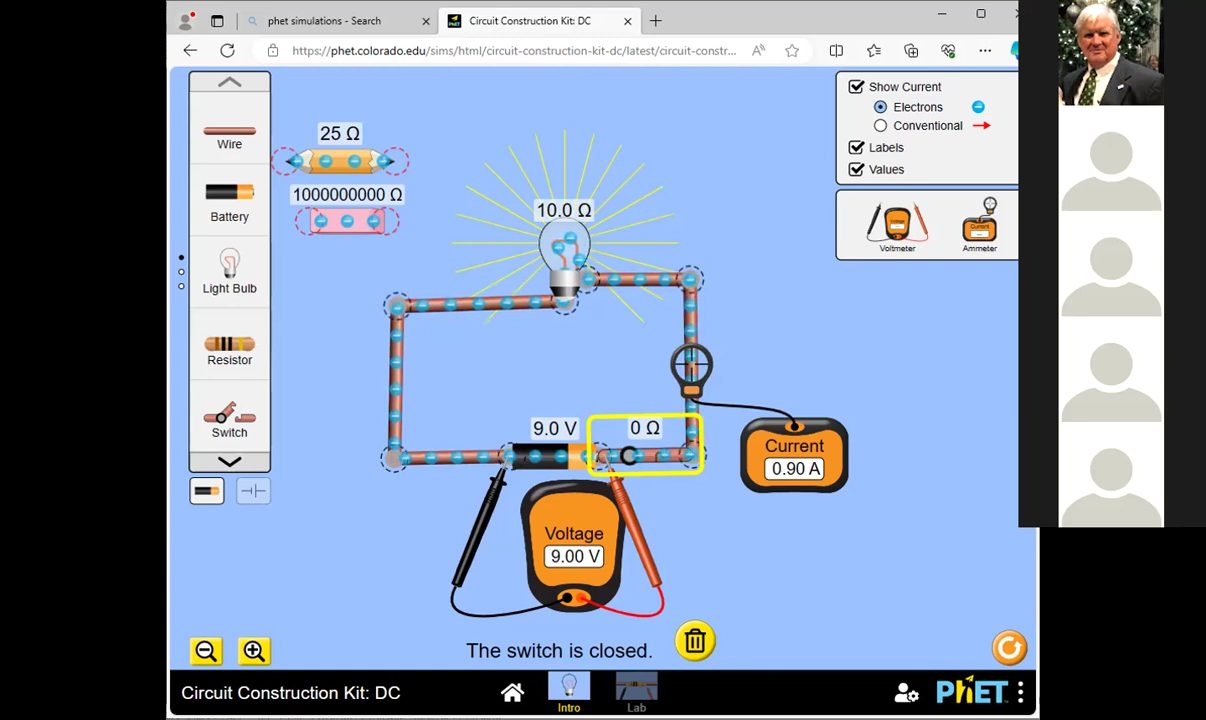 phet simulations - Search
Circuit Construction Kit: DC
https://phet.colorado.edu/sims/html/circuit-construction-kit-dc/latest/circuit-constr...
Wire
Battery
Light Bulb
Resistor
Switch
25 Ω
1000000000 Ω
10.0 Ω
9.0 V
0 Ω
Voltage
9.00 V
Current
0.90 A
Show Current
Electrons
Conventional
Labels
Values
Voltmeter
Ammeter
The switch is closed.
Circuit Construction Kit: DC
Intro
Lab
PhET